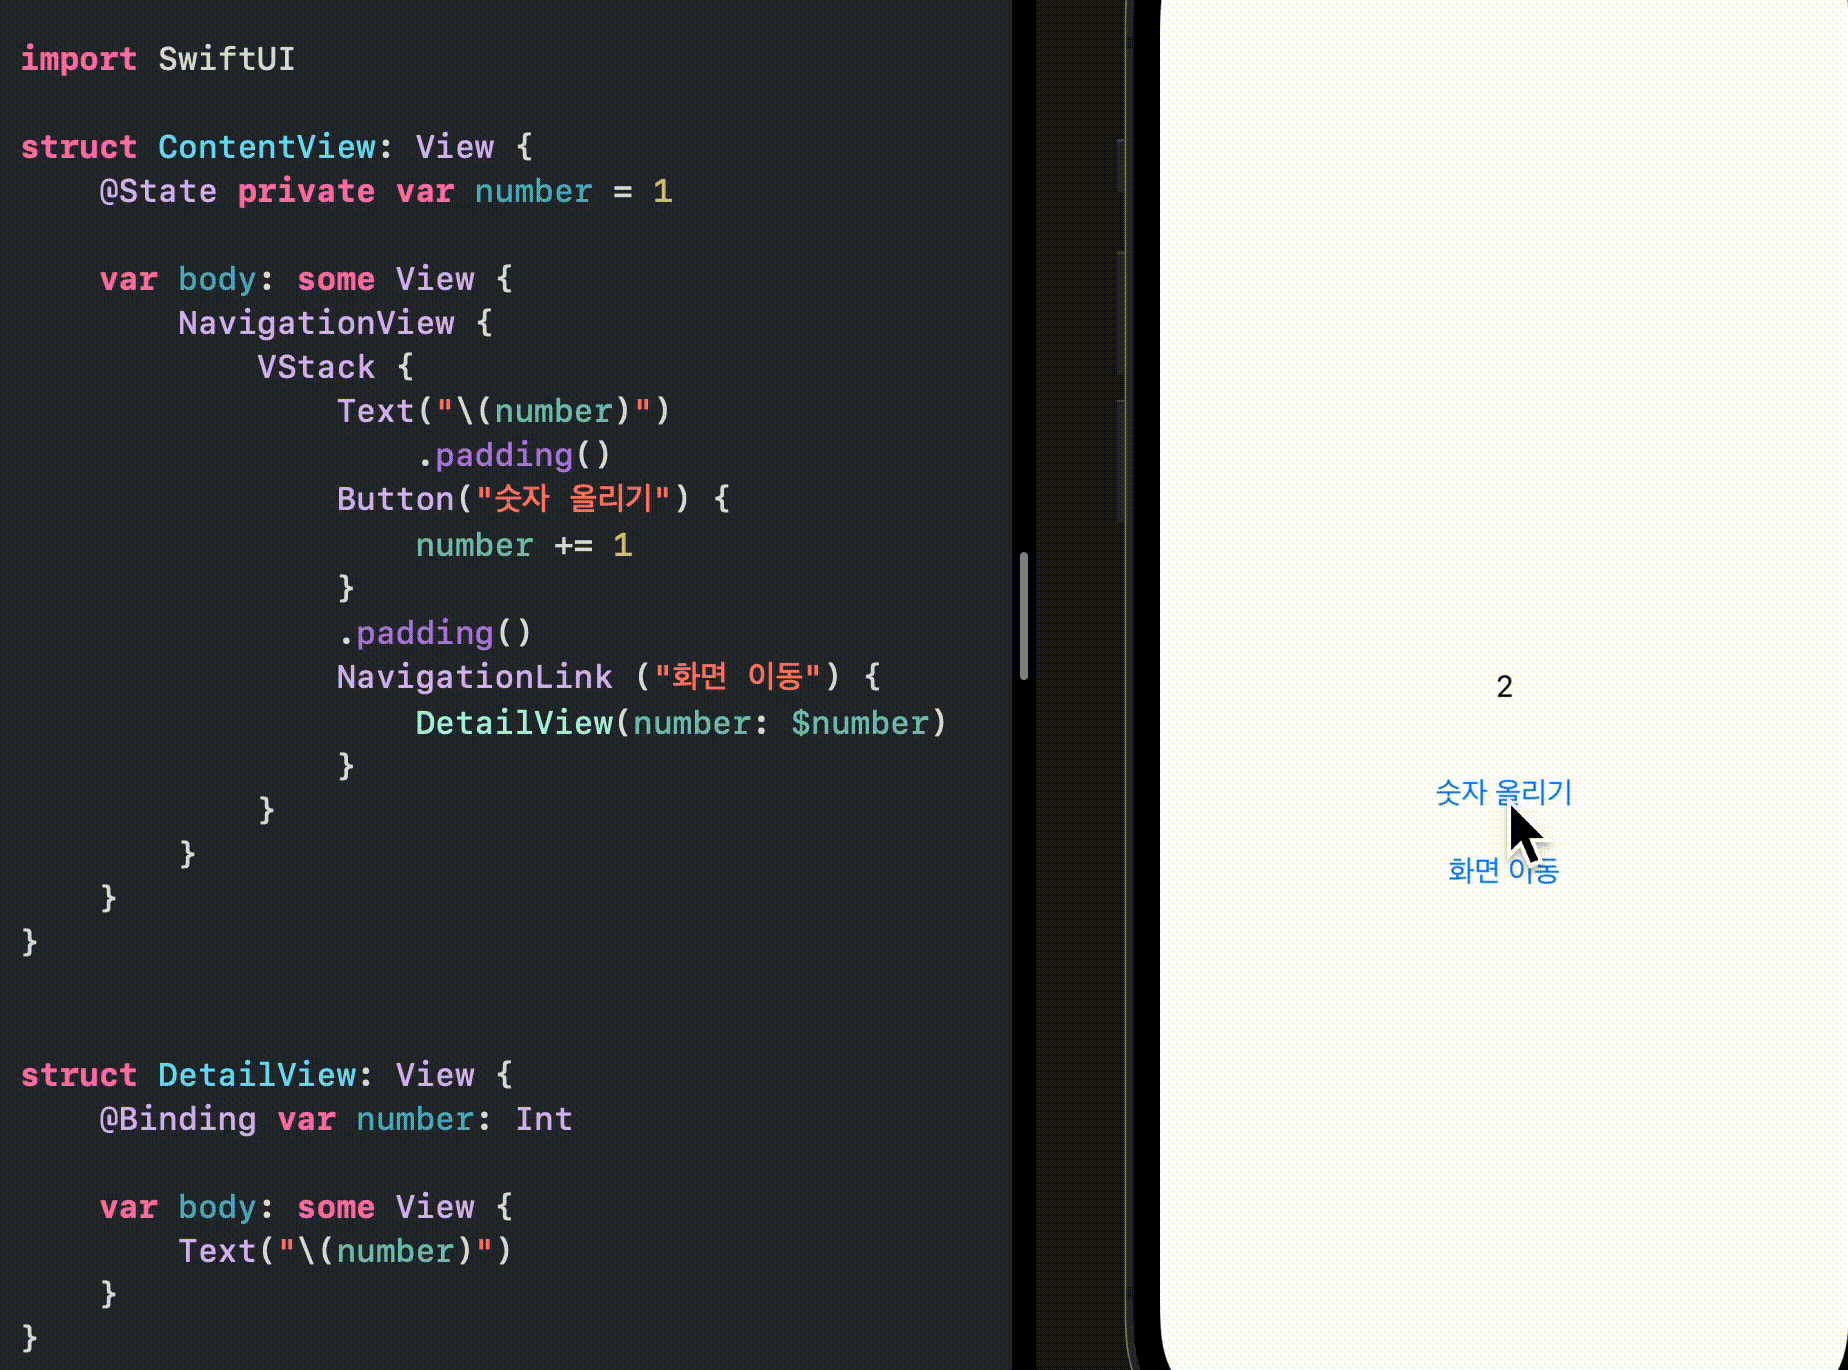 import SwiftUI
struct ContentView: View {
    @State private var number = 1
    var body: some View {
        NavigationView {
            VStack {
                Text("\(number)")
                    .padding()
                Button("숫자 올리기") {
                    number += 1
                }
                .padding()
                NavigationLink ("화면 이동") {
                    DetailView(number: $number)
                }
            }
        }
    }
}
struct DetailView: View {
    @Binding var number: Int
    var body: some View {
        Text("\(number)")
    }
}
2
숫자 올리기
화면 이동